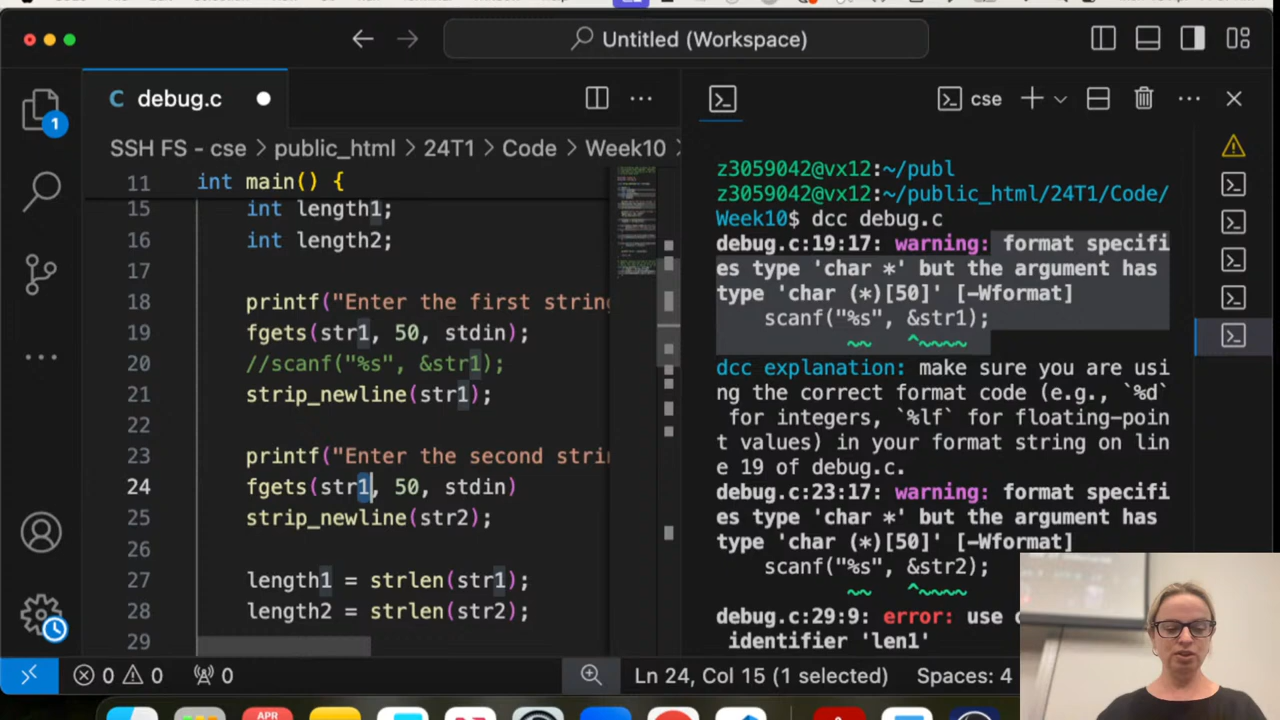 Untitled (Workspace)
C debug.c
SSH FS - cse > public_html > 24T1 > Code > Week10 >
11 int main() {
15 int length1;
16 int length2;
17
18 printf("Enter the first string
19 fgets(str1, 50, stdin);
20 //scanf("%s", &str1);
21 strip_newline(str1);
22
23 printf("Enter the second strin
24 fgets(str1, 50, stdin)
25 strip_newline(str2);
26
27 length1 = strlen(str1);
28 length2 = strlen(str2);
29
1
0 0 0
Ln 24, Col 15 (1 selected)
Spaces: 4
cse
z3059042@vx12:~/publ
z3059042@vx12:~/public_html/24T1/Code/
Week10$ dcc debug.c
debug.c:19:17: warning: format specifi
es type 'char *' but the argument has
type 'char (*)[50]' [-Wformat]
scanf("%s", &str1);
~~ ^~~~~
dcc explanation: make sure you are usi
ng the correct format code (e.g., `%d`
for integers, `%lf` for floating-poin
t values) in your format string on lin
e 19 of debug.c.
debug.c:23:17: warning: format specifi
es type 'char *' but the argument has
type 'char (*)[50]' [-Wformat]
scanf("%s", &str2);
~~ ^~~~~
debug.c:29:9: error: use o
identifier 'len1'
APR